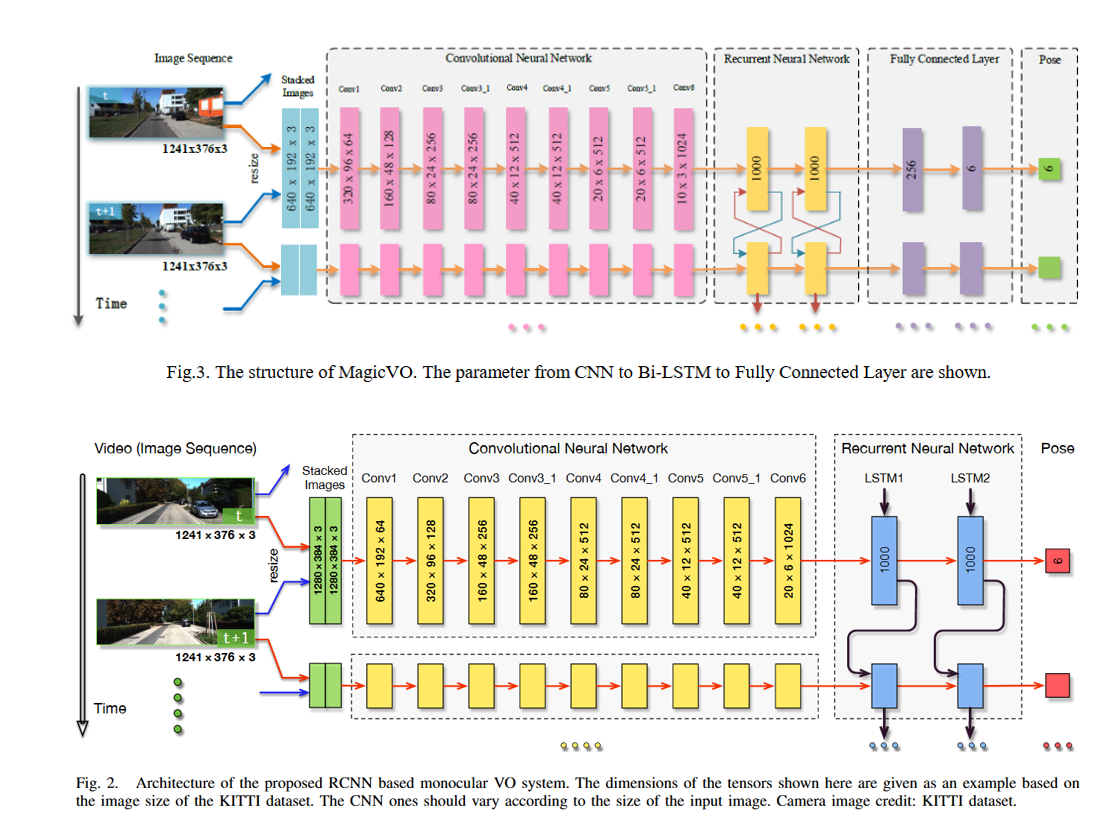 Image Sequence
Convolutional Neural Network
Recurrent Neural Network
Fully Connected Layer
Pose
Stacked
Images
Conv1
Conv2
Conv3
Conv3_1
Conv4
Conv4_1
Conv5
Conv5_1
Conv6
t
1241x376x3
resize
640 x 192 x 3
640 x 192 x 3
320 x 96 x 64
160 x 48 x 128
80 x 24 x 256
80 x 24 x 256
40 x 12 x 512
40 x 12 x 512
20 x 6 x 512
20 x 6 x 512
10 x 3 x 1024
1000
1000
256
6
6
t+1
1241x376x3
Time
Fig.3. The structure of MagicVO. The parameter from CNN to Bi-LSTM to Fully Connected Layer are shown.
Video (Image Sequence)
Convolutional Neural Network
Recurrent Neural Network
Pose
Stacked
Images
Conv1
Conv2
Conv3
Conv3_1
Conv4
Conv4_1
Conv5
Conv5_1
Conv6
LSTM1
LSTM2
t
1241 x 376 x 3
resize
1280x384 x 3
1280x384 x 3
640 x 192 x 64
320 x 96 x 128
160 x 48 x 256
160 x 48 x 256
80 x 24 x 512
80 x 24 x 512
40 x 12 x 512
40 x 12 x 512
20 x 6 x 1024
1000
1000
6
t+1
1241 x 376 x 3
Time
Fig. 2. Architecture of the proposed RCNN based monocular VO system. The dimensions of the tensors shown here are given as an example based on
the image size of the KITTI dataset. The CNN ones should vary according to the size of the input image. Camera image credit: KITTI dataset.